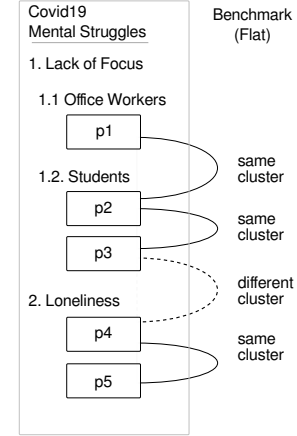 Covid19
Mental Struggles
Benchmark
(Flat)
1. Lack of Focus
1.1 Office Workers
p1
same
cluster
1.2. Students
p2
same
cluster
p3
different
cluster
2. Loneliness
p4
same
cluster
p5